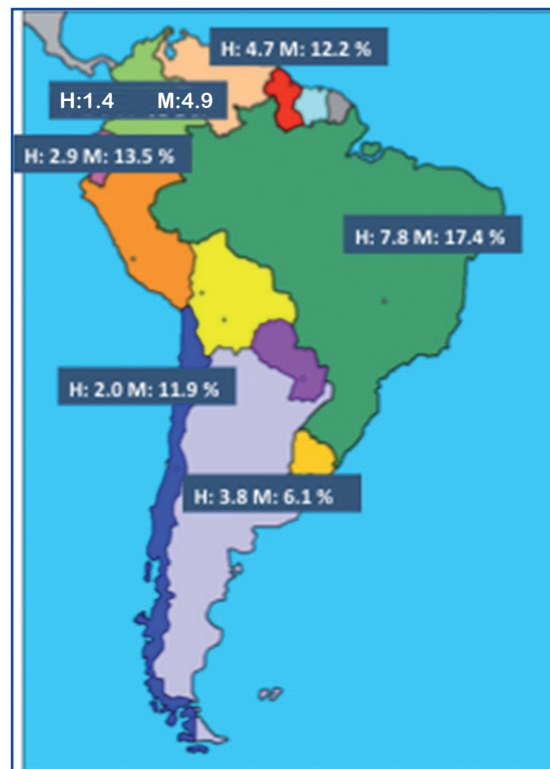 H: 4.7 M: 12.2 %
H:1.4 M:4.9
H: 2.9 M: 13.5 %
H: 7.8 M: 17.4 %
H: 2.0 M: 11.9 %
H: 3.8 M: 6.1 %